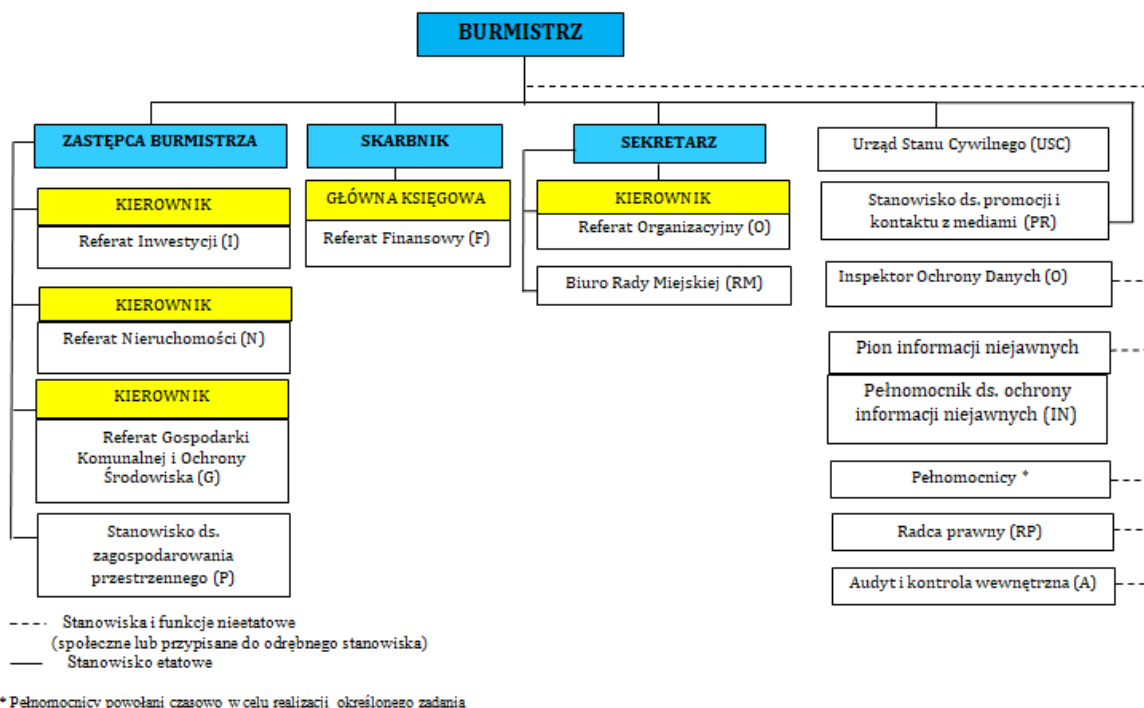 BURMISTRZ
ZASTĘPCA BURMISTRZA
KIEROWNIK
Referat Inwestycji (I)
KIEROWNIK
Referat Nieruchomości (N)
KIEROWNIK
Referat Gospodarki
Komunalnej i Ochrony
Środowiska (G)
Stanowisko ds.
zagospodarowania
przestrzennego (P)
SKARBNIK
GŁÓWNA KSIĘGOWA
Referat Finansowy (F)
SEKRETARZ
KIEROWNIK
Referat Organizacyjny (O)
Biuro Rady Miejskiej (RM)
Urząd Stanu Cywilnego (USC)
Stanowisko ds. promocji i
kontaktu z mediami (PR)
Inspektor Ochrony Danych (O)
Pion informacji niejawnych
Pełnomocnik ds. ochrony
informacji niejawnych (IN)
Pełnomocnicy *
Radca prawny (RP)
Audyt i kontrola wewnętrzna (A)
Stanowiska i funkcje nieetatowe
(społeczne lub przypisane do odrębnego stanowiska)
Stanowisko etatowe
* Pełnomocnicy powołani czasowo w celu realizacji określonego zadania